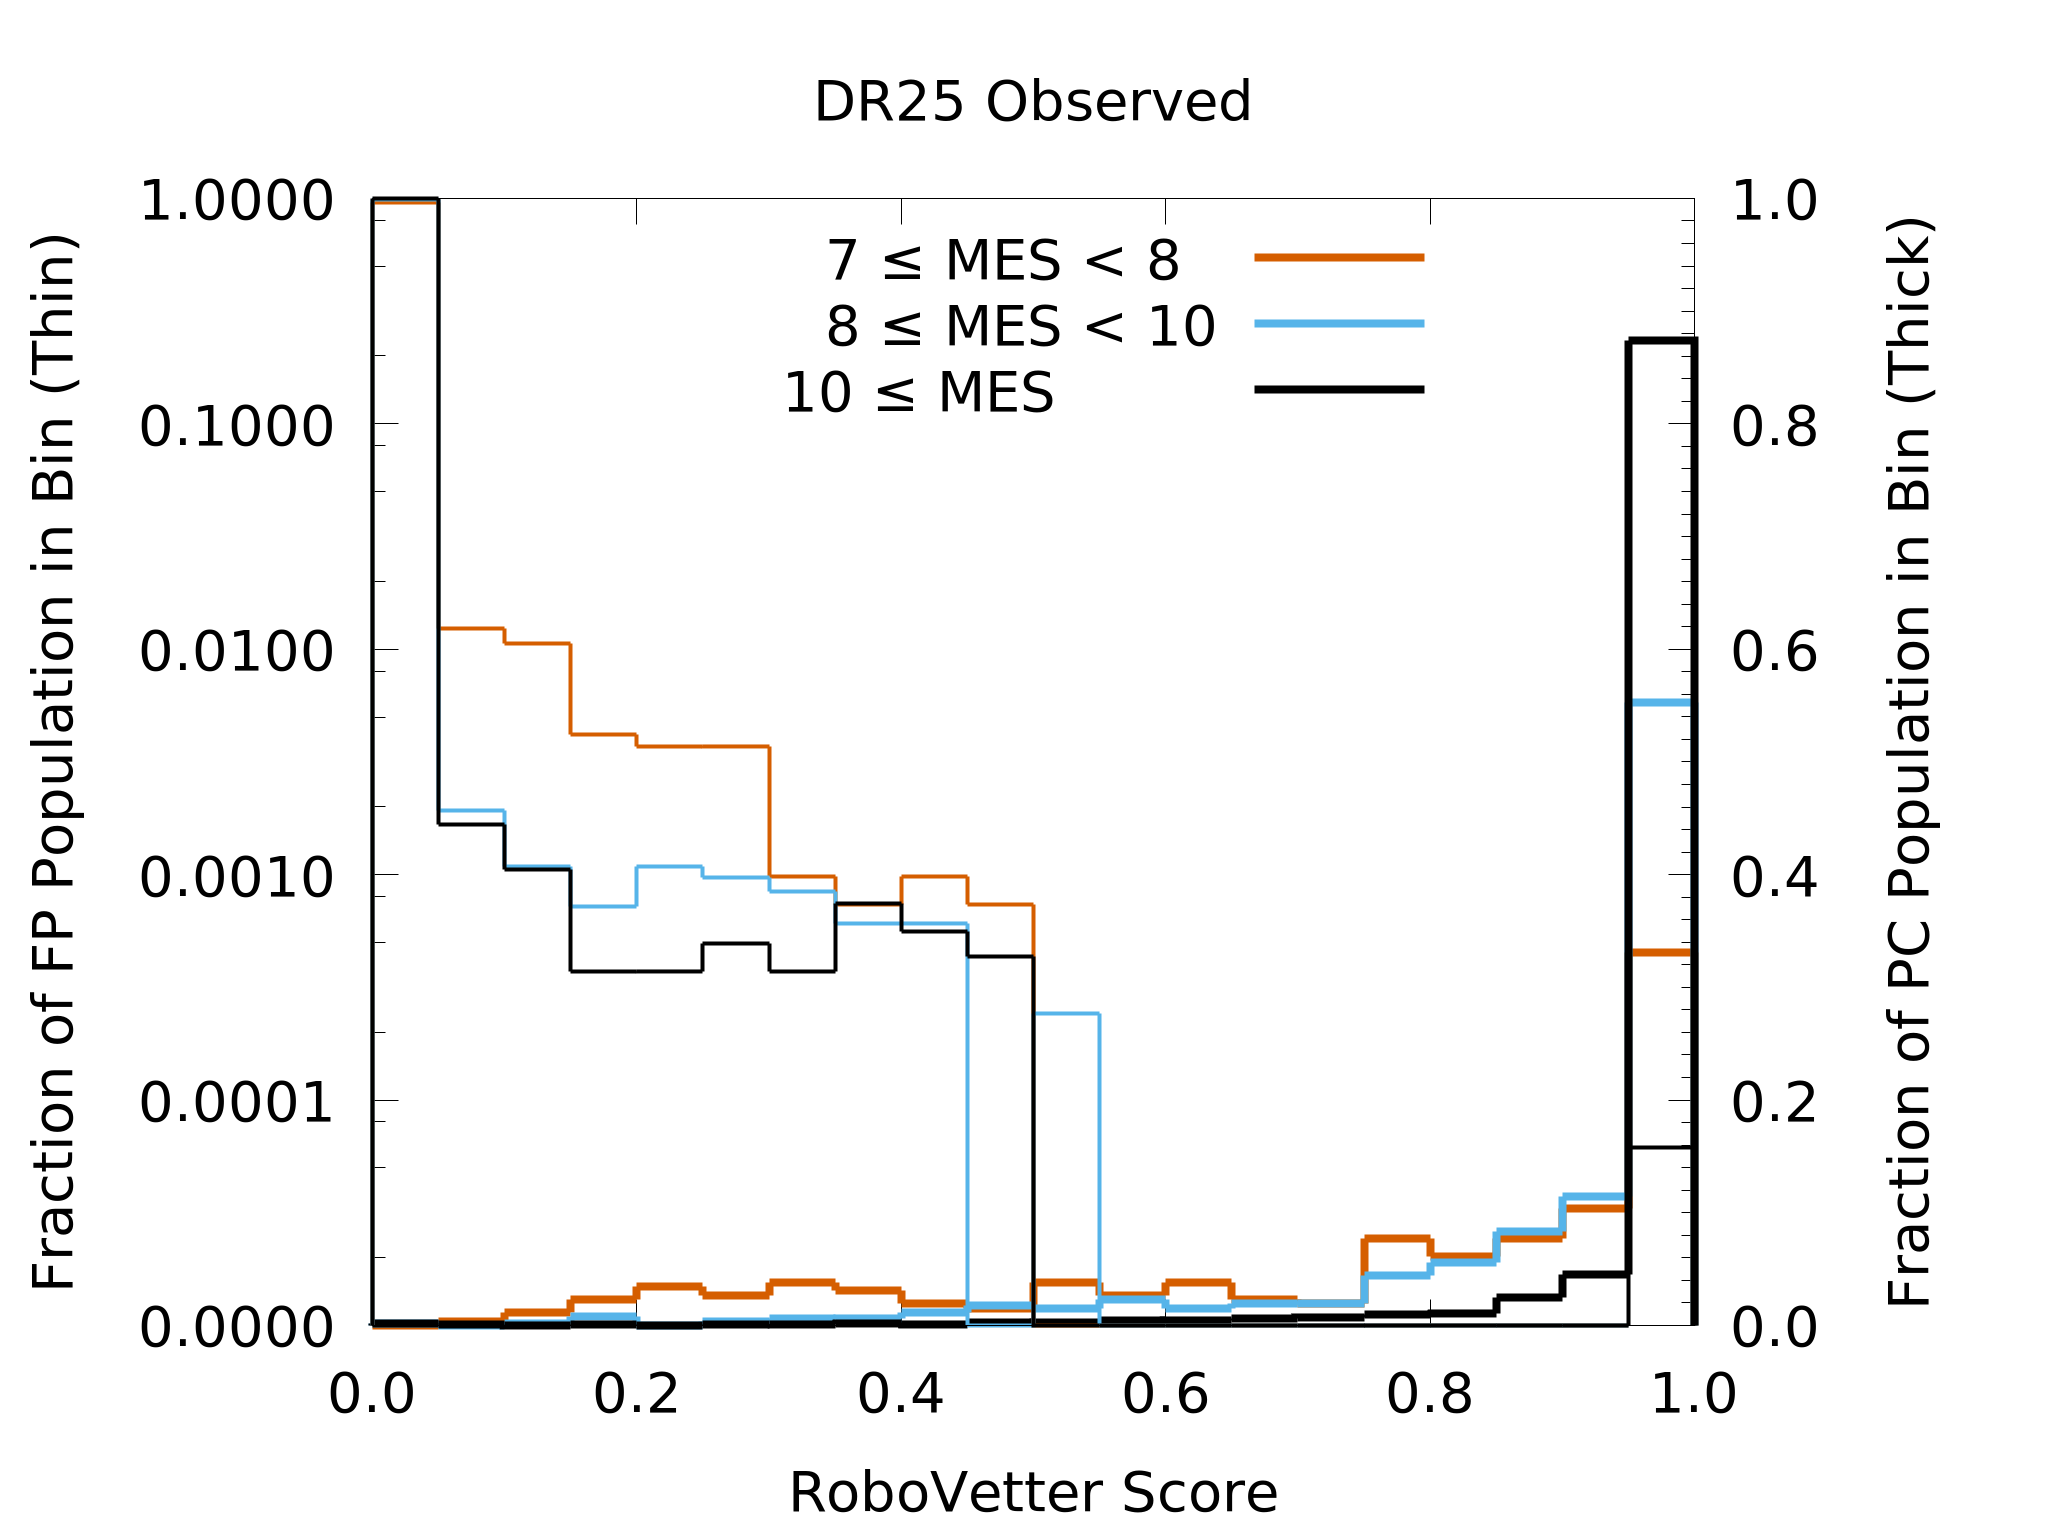 DR25 Observed
Fraction of FP Population in Bin (Thin)
1.0000
0.1000
0.0100
0.0010
0.0001
0.0000
7 ≤ MES < 8
8 ≤ MES < 10
10 ≤ MES
1.0
0.8
0.6
0.4
0.2
0.0
Fraction of PC Population in Bin (Thick)
0.0 0.2 0.4 0.6 0.8 1.0
RoboVetter Score